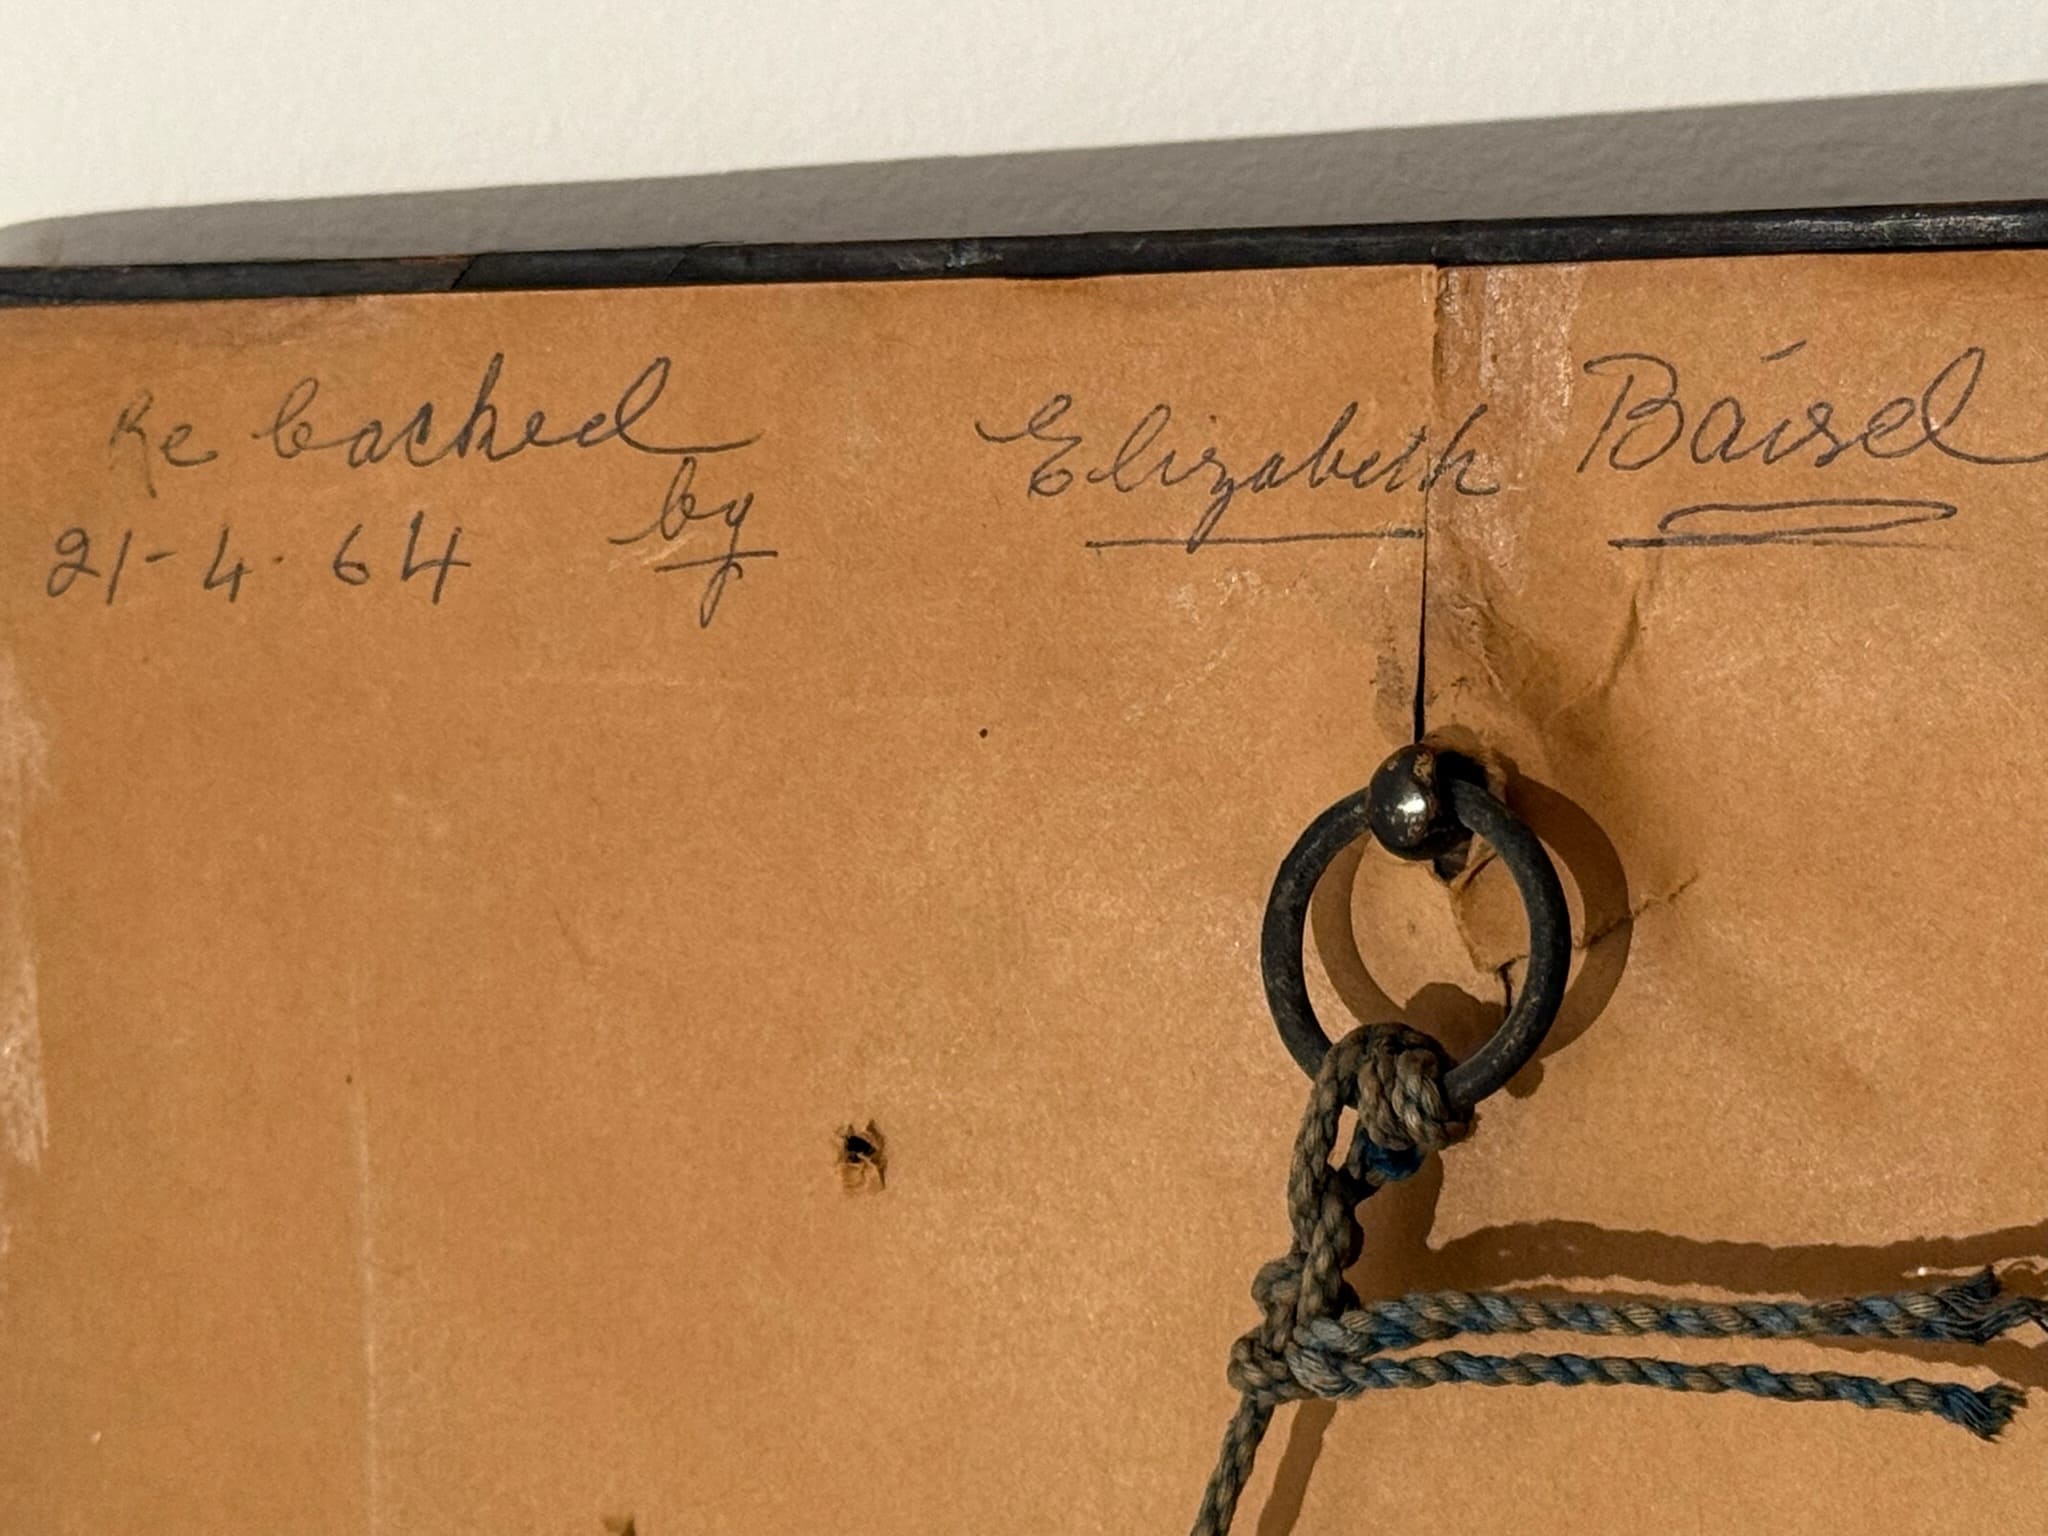 Re backed
by
21-4.64
Elizabeth Baisel